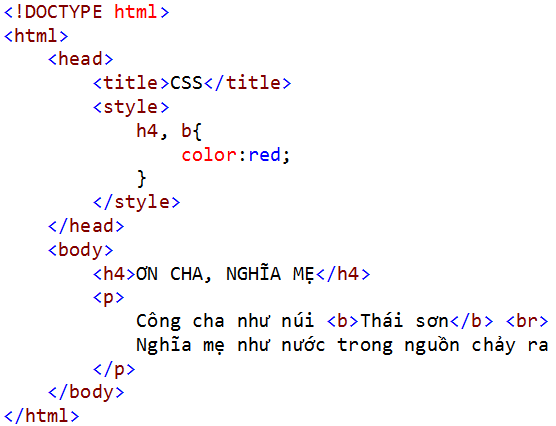 <!DOCTYPE html>
<html>
<head>
<title>CSS</title>
<style>
h4, b{
color:red;
}
</style>
</head>
<body>
<h4>ƠN CHA, NGHĨA MẸ</h4>
<p>
Công cha như núi <b>Thái sơn</b> <br>
Nghĩa mẹ như nước trong nguồn chảy ra
</p>
</body>
</html>